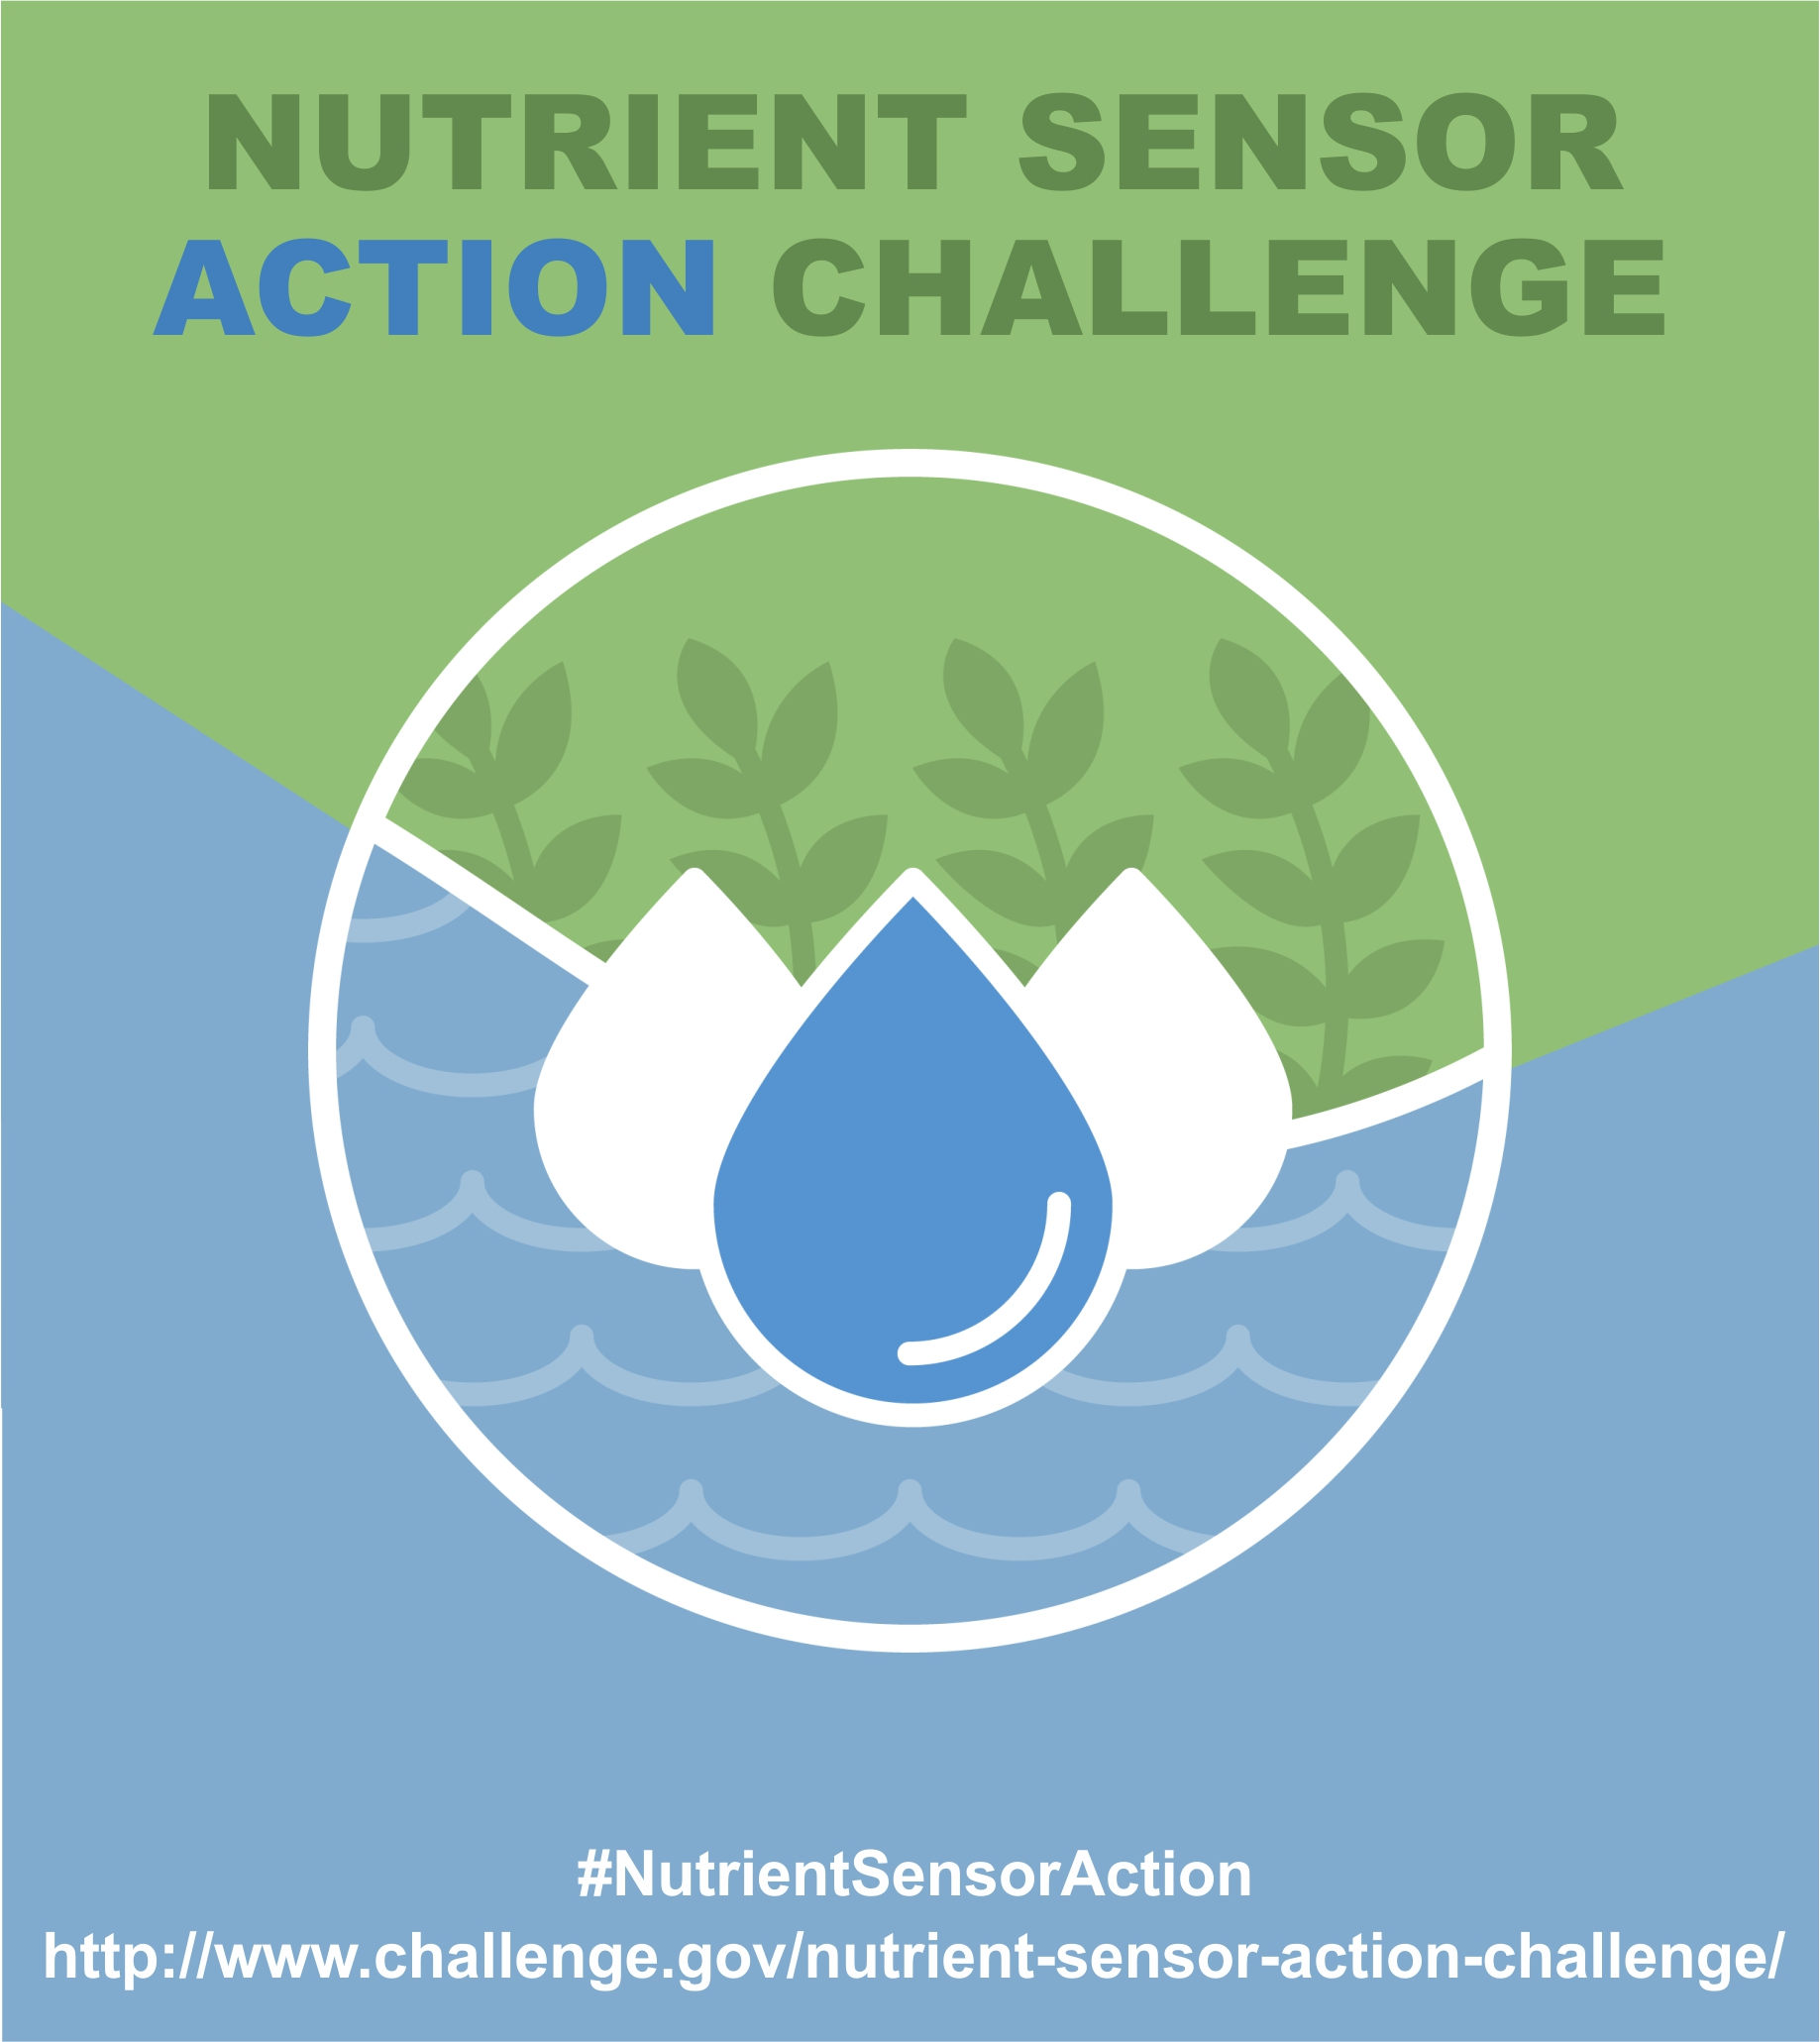 NUTRIENT SENSOR
ACTION CHALLENGE
#NutrientSensorAction
http://www.challenge.gov/nutrient-sensor-action-challenge/